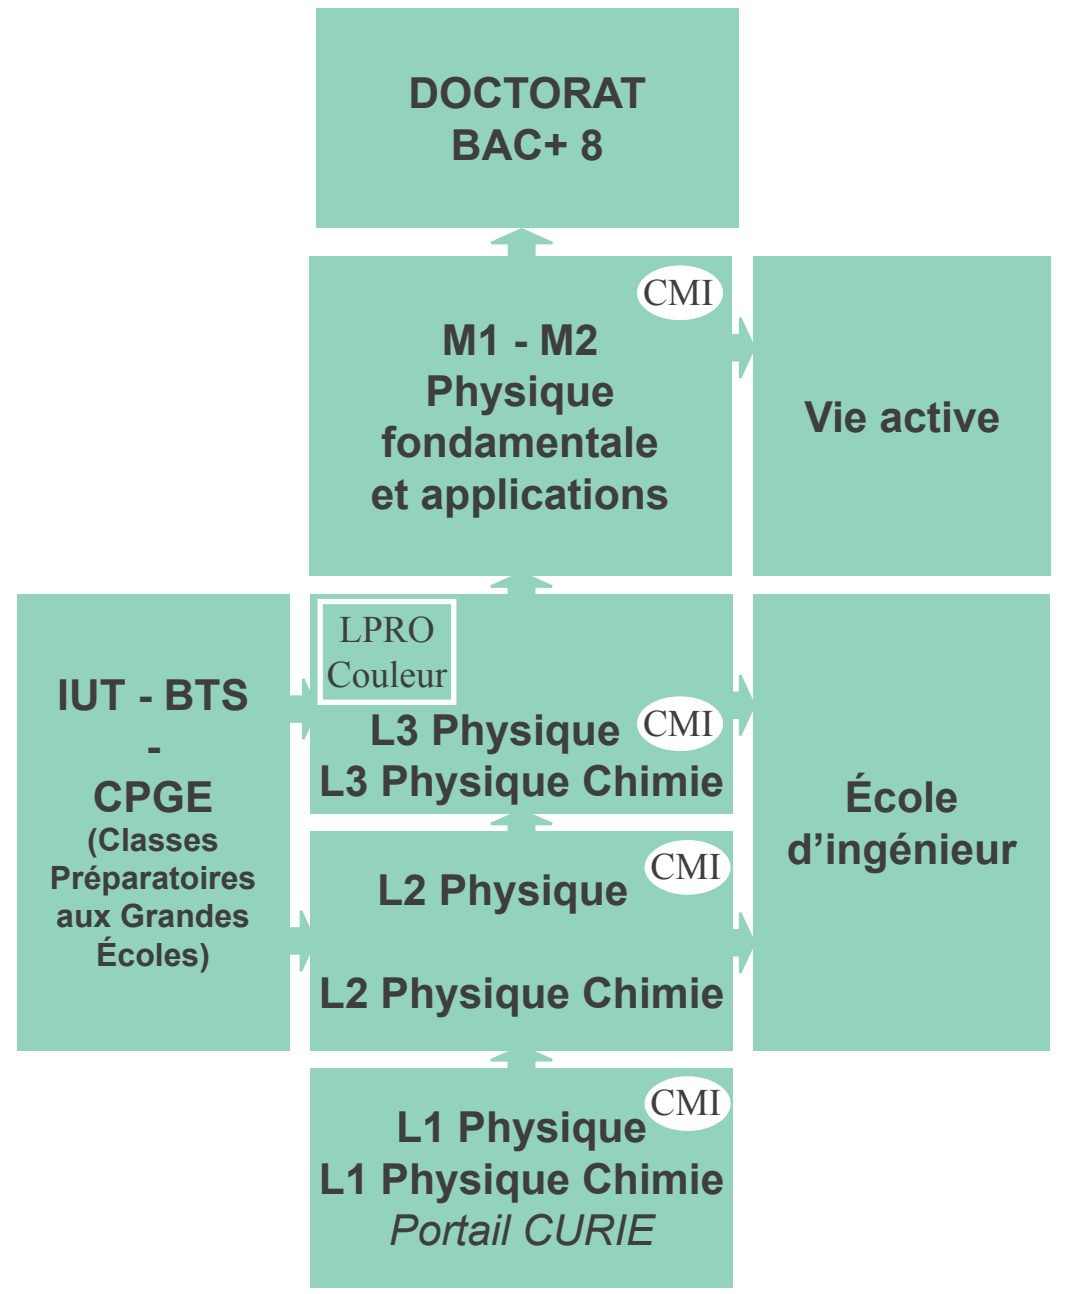 DOCTORAT
BAC+ 8
CMI
M1 - M2
Physique
fondamentale
et applications
Vie active
IUT - BTS
-
CPGE
(Classes
Préparatoires
aux Grandes
Écoles)
LPRO
Couleur
CMI
L3 Physique
L3 Physique Chimie
École
d’ingénieur
CMI
L2 Physique
L2 Physique Chimie
CMI
L1 Physique
L1 Physique Chimie
Portail CURIE